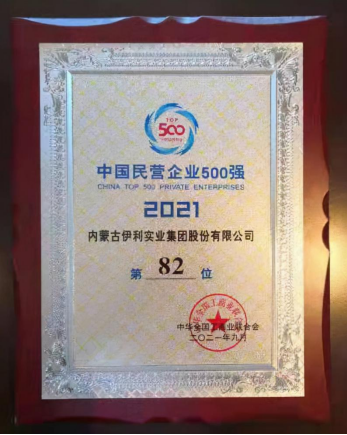 TOP
500
中国民营企业500强
CHINA TOP 500 PRIVATE ENTERPRISES
2021
内蒙古伊利实业集团股份有限公司
第 82 位
中华全国工商业联合会
二〇二一年九月